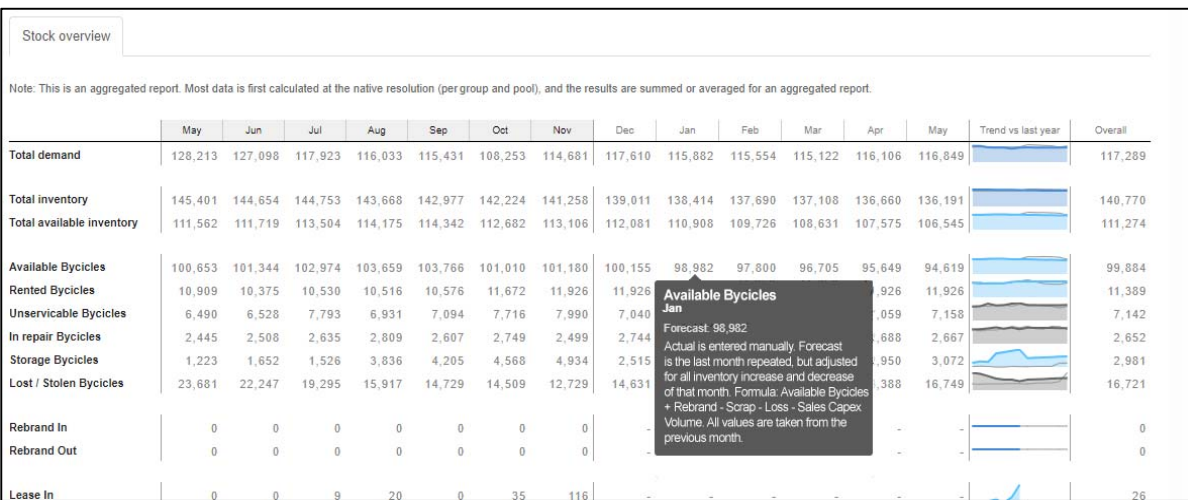 Stock overview
Note: This is an aggregated report. Most data is first calculated at the native resolution (per group and pool), and the results are summed or averaged for an aggregated report.
May Jun Jul Aug Sep Oct Nov Dec Jan Feb Mar Apr May Trend vs last year Overall
Total demand 128,213 127,098 117,923 116,033 115,431 108,253 114,681 117,610 115,882 115,554 115,122 116,106 116,849 117,289
Total inventory 145,401 144,654 144,753 143,668 142,977 142,224 141,258 139,011 138,414 137,690 137,108 136,660 136,191 140,770
Total available inventory 111,562 111,719 113,504 114,175 114,342 112,682 113,106 112,081 110,908 109,726 108,631 107,575 106,545 111,274
Available Bycicles 100,653 101,344 102,974 103,659 103,766 101,010 101,180 100,155 98,982 97,800 96,705 95,649 94,619 99,884
Rented Bycicles 10,909 10,375 10,530 10,516 10,576 11,672 11,926 11,926 ,926 11,926 11,389
Unservicable Bycicles 6,490 6,528 7,793 6,931 7,094 7,716 7,990 7,040 ,059 7,158 7,142
In repair Bycicles 2,445 2,508 2,635 2,809 2,607 2,749 2,499 2,744 ,688 2,667 2,652
Storage Bycicles 1,223 1,652 1,526 3,836 4,205 4,568 4,934 2,515 ,950 3,072 2,981
Lost / Stolen Bycicles 23,681 22,247 19,295 15,917 14,729 14,509 12,729 14,631 ,388 16,749 16,721
Rebrand In 0 0 0 0 0 0 0 - - - 0
Rebrand Out 0 0 0 0 0 0 0 - - - - - - 0
Lease In 0 0 9 20 0 35 116 - - - - - - 26
Available Bycicles
Jan
Forecast: 98,982
Actual is entered manually. Forecast
is the last month repeated, but adjusted
for all inventory increase and decrease
of that month. Formula: Available Bycicles
+ Rebrand - Scrap - Loss - Sales Capex
Volume. All values are taken from the
previous month.